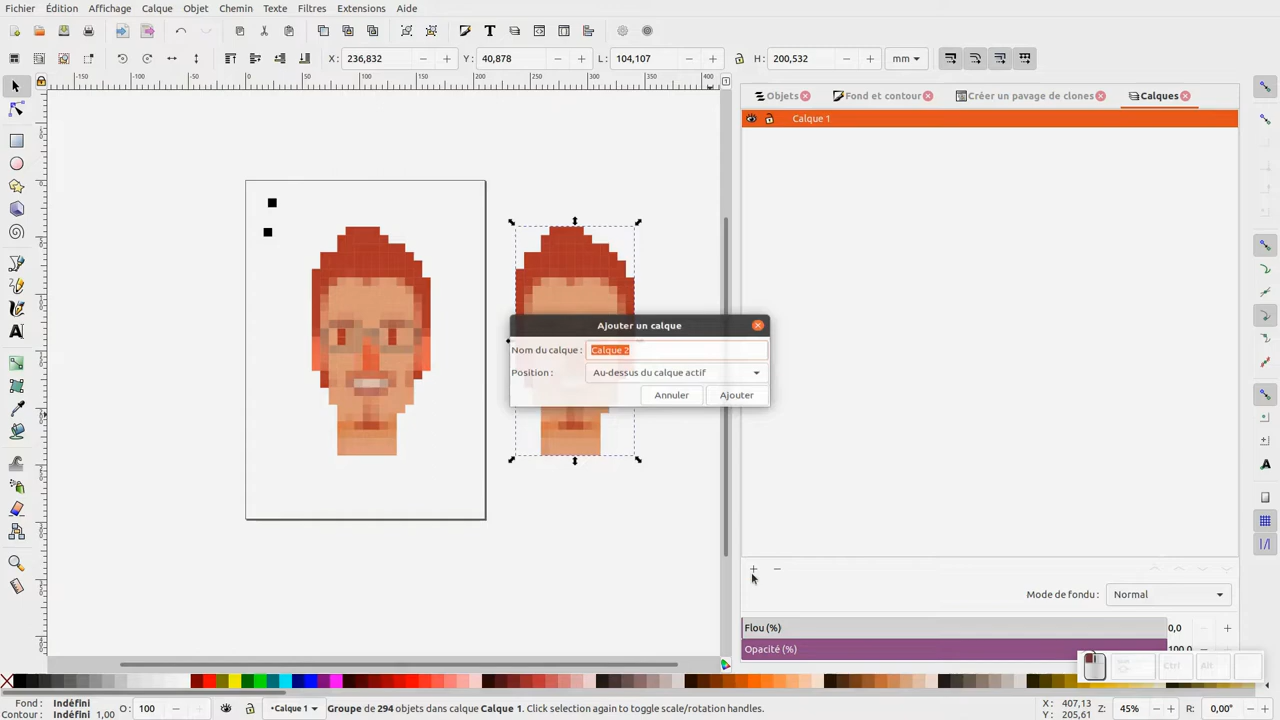 Fichier Édition Affichage Calque Objet Chemin Texte Filtres Extensions Aide
X : 236,832 Y : 40,878 L : 104,107 H : 200,532 mm
Objets Fond et contour Créer un pavage de clones Calques
Calque 1
Ajouter un calque
Nom du calque : Calque 2
Position : Au-dessus du calque actif
Annuler Ajouter
Mode de fondu : Normal
Flou (%) 0,0
Opacité (%) 100,0
Ctrl Alt
Fond : Indéfini
Contour : Indéfini 1,00
O : 100
•Calque 1
Groupe de 294 objets dans calque Calque 1. Click selection again to toggle scale/rotation handles.
X : 407,13
Y : 205,61
Z : 45%
R : 0,00°